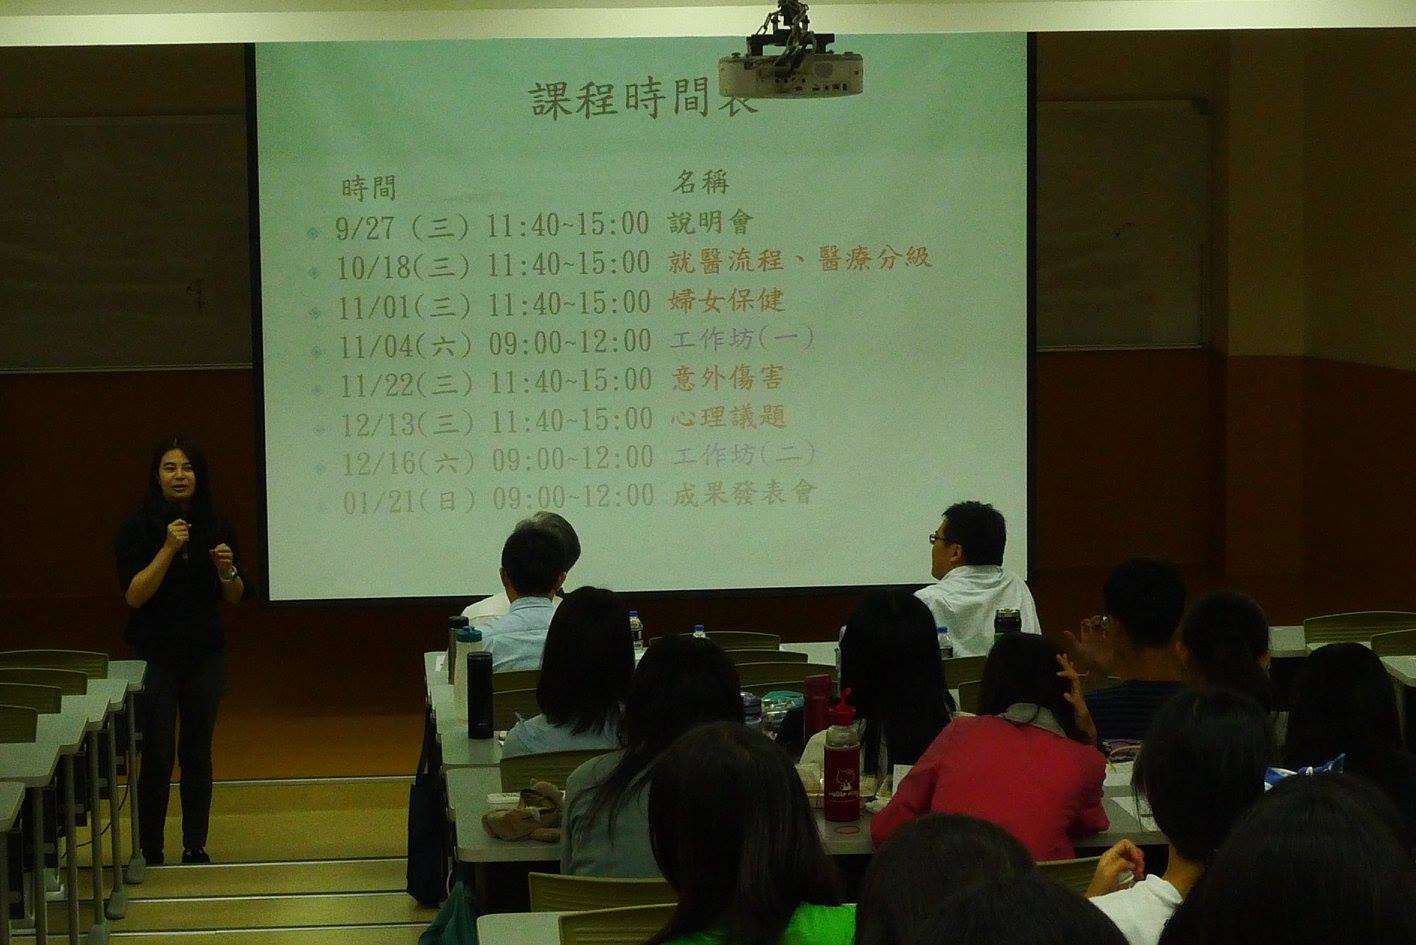 課程時間表
時間 名稱
9/27 (三) 11:40~15:00 說明會
10/18(三) 11:40~15:00 就醫流程、醫療分級
11/01(三) 11:40~15:00 婦女保健
11/04(六) 09:00~12:00 工作坊(一)
11/22(三) 11:40~15:00 意外傷害
12/13(三) 11:40~15:00 心理議題
12/16(六) 09:00~12:00 工作坊(二)
01/21(日) 09:00~12:00 成果發表會